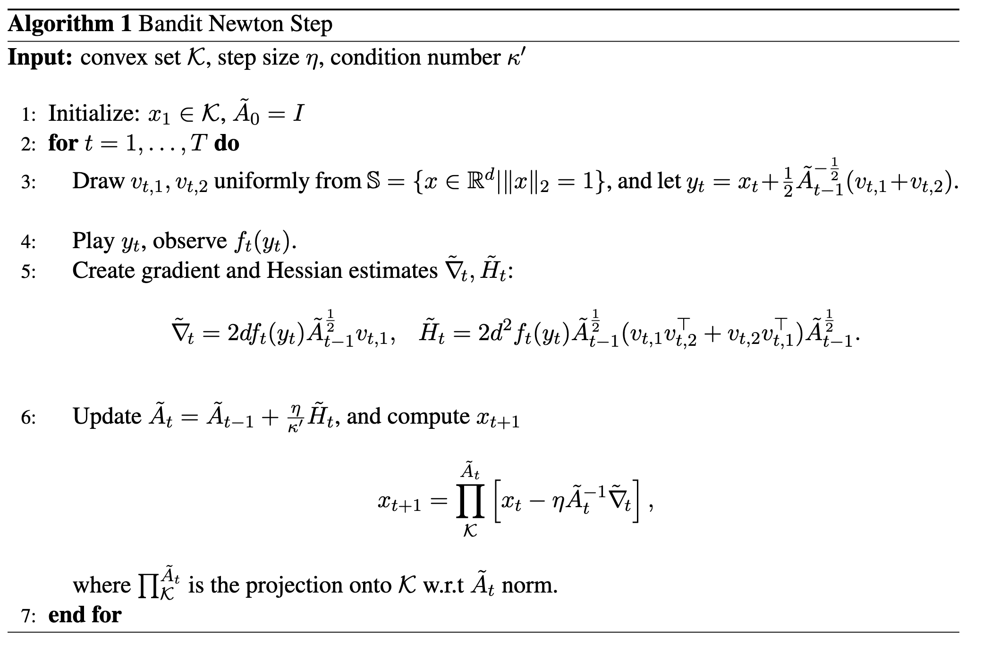 Algorithm 1 Bandit Newton Step
Input: convex set $\mathcal{K}$, step size $\eta$, condition number $\kappa'$
1: Initialize: $x_1 \in \mathcal{K}$, $\tilde{A}_0 = I$
2: for $t = 1, \ldots, T$ do
3: Draw $v_{t,1}, v_{t,2}$ uniformly from $\mathbb{S} = \{x \in \mathbb{R}^d | \|x\|_2 = 1\}$, and let $y_t = x_t + \frac{1}{2} \tilde{A}_{t-1}^{-\frac{1}{2}} (v_{t,1} + v_{t,2})$.
4: Play $y_t$, observe $f_t(y_t)$.
5: Create gradient and Hessian estimates $\tilde{\nabla}_t, \tilde{H}_t$:
$\tilde{\nabla}_t = 2d f_t(y_t) \tilde{A}_{t-1}^{\frac{1}{2}} v_{t,1}, \quad \tilde{H}_t = 2d^2 f_t(y_t) \tilde{A}_{t-1}^{\frac{1}{2}} (v_{t,1} v_{t,2}^\top + v_{t,2} v_{t,1}^\top) \tilde{A}_{t-1}^{\frac{1}{2}}.$
6: Update $\tilde{A}_t = \tilde{A}_{t-1} + \frac{\eta}{\kappa'} \tilde{H}_t$, and compute $x_{t+1}$
$x_{t+1} = \prod_{\mathcal{K}}^{\tilde{A}_t} \left[ x_t - \eta \tilde{A}_t^{-1} \tilde{\nabla}_t \right],$
where $\prod_{\mathcal{K}}^{\tilde{A}_t}$ is the projection onto $\mathcal{K}$ w.r.t $\tilde{A}_t$ norm.
7: end for